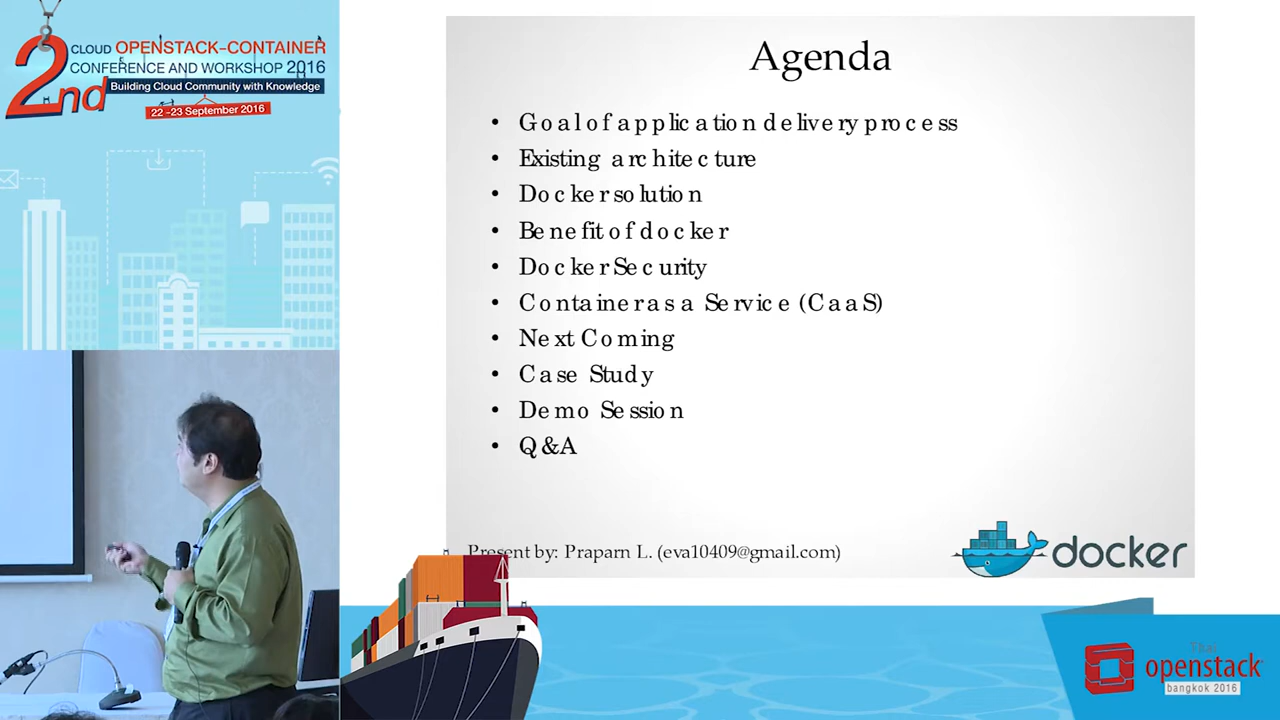 2nd
CLOUD OPENSTACK-CONTAINER
CONFERENCE AND WORKSHOP 2016
Building Cloud Community with Knowledge
22 -23 September 2016
Agenda
• Goal of application delivery process
• Existing architecture
• Docker solution
• Benefit of docker
• Docker Security
• Container as a Service (CaaS)
• Next Coming
• Case Study
• Demo Session
• Q&A
Present by: Praparn L. (eva10409@gmail.com)
docker
Thai
openstack
bangkok 2016